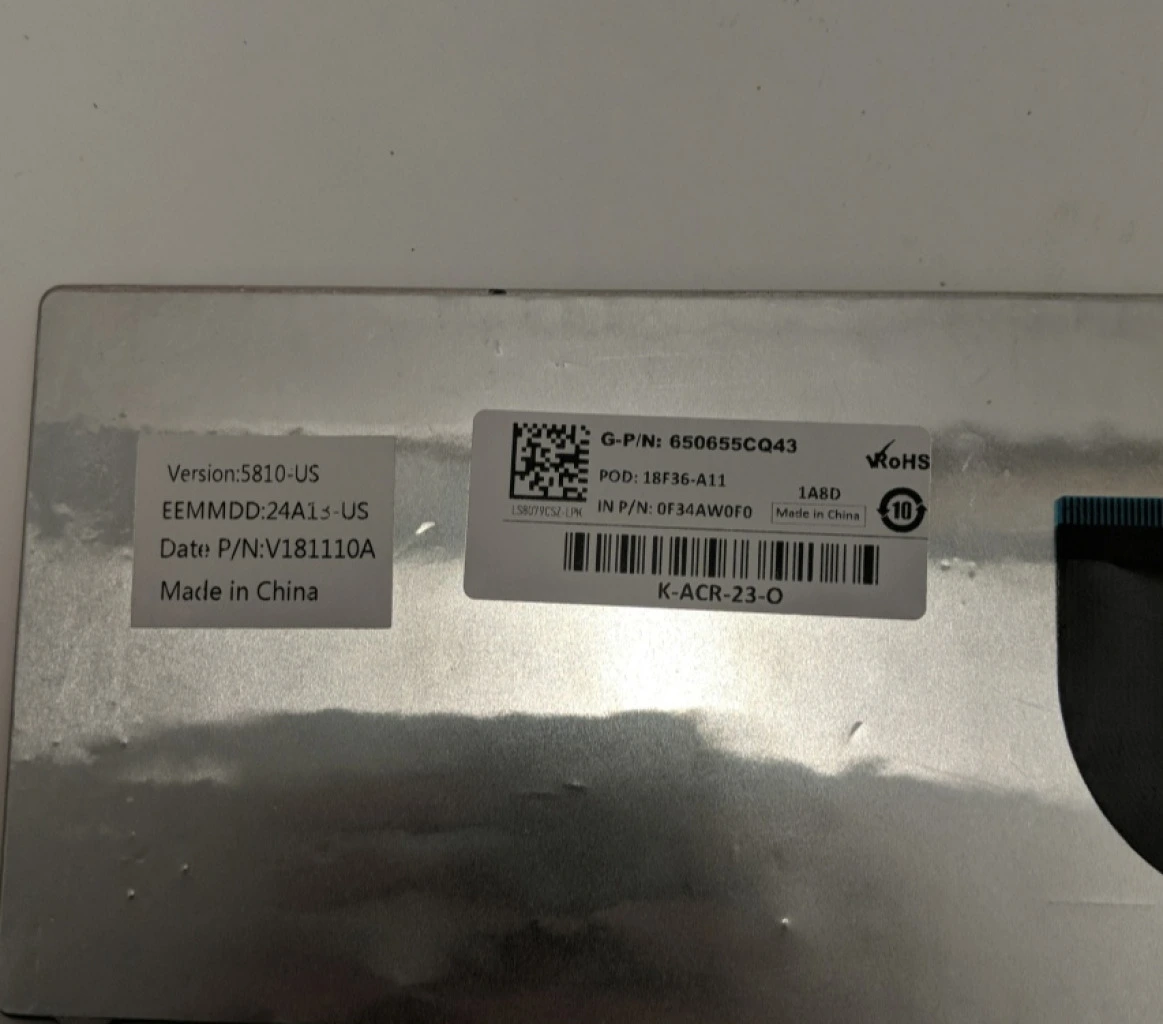 Version:5810-US
EEMMDD:24A13-US
Date P/N:V181110A
Made in China
G-P/N: 650655CQ43
RoHS
POD: 18F36-A11
1A8D
IN P/N: 0F34AW0F0
Made in China
10
K-ACR-23-O